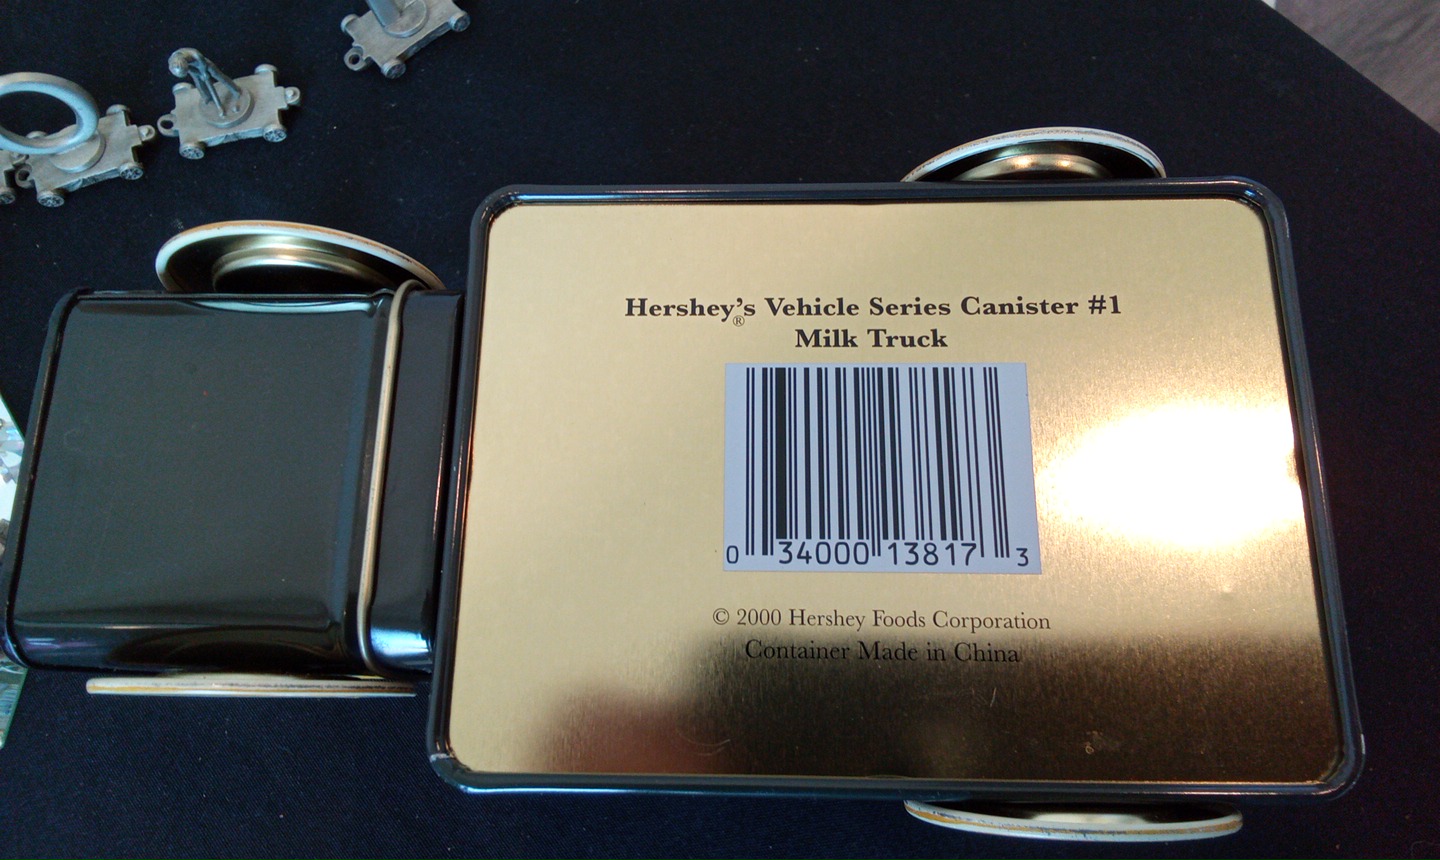 Hershey's® Vehicle Series Canister #1
Milk Truck
0 34000 13817 3
© 2000 Hershey Foods Corporation
Container Made in China